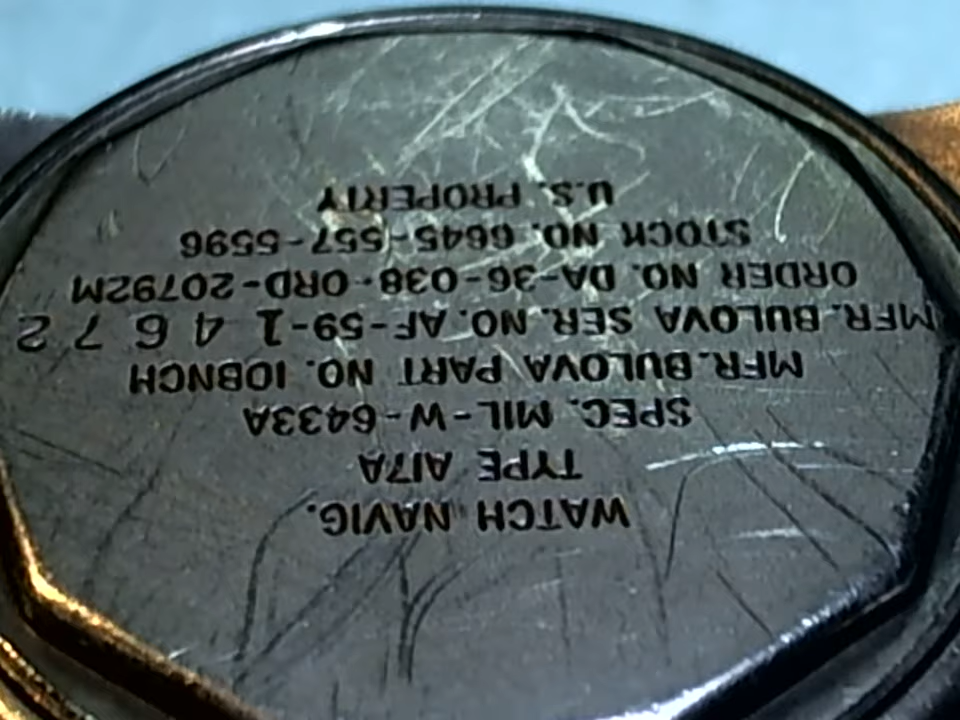 WATCH NAVIG.
TYPE A17A
SPEC. MIL-W-6433A
MFR. BULOVA PART NO. 10BNCH
MFR. BULOVA SER. NO. AF-59-1 4 6 7 2
ORDER NO. DA-36-038-ORD-20792M
STOCK NO. 6645-557-5596
U.S. PROPERTY